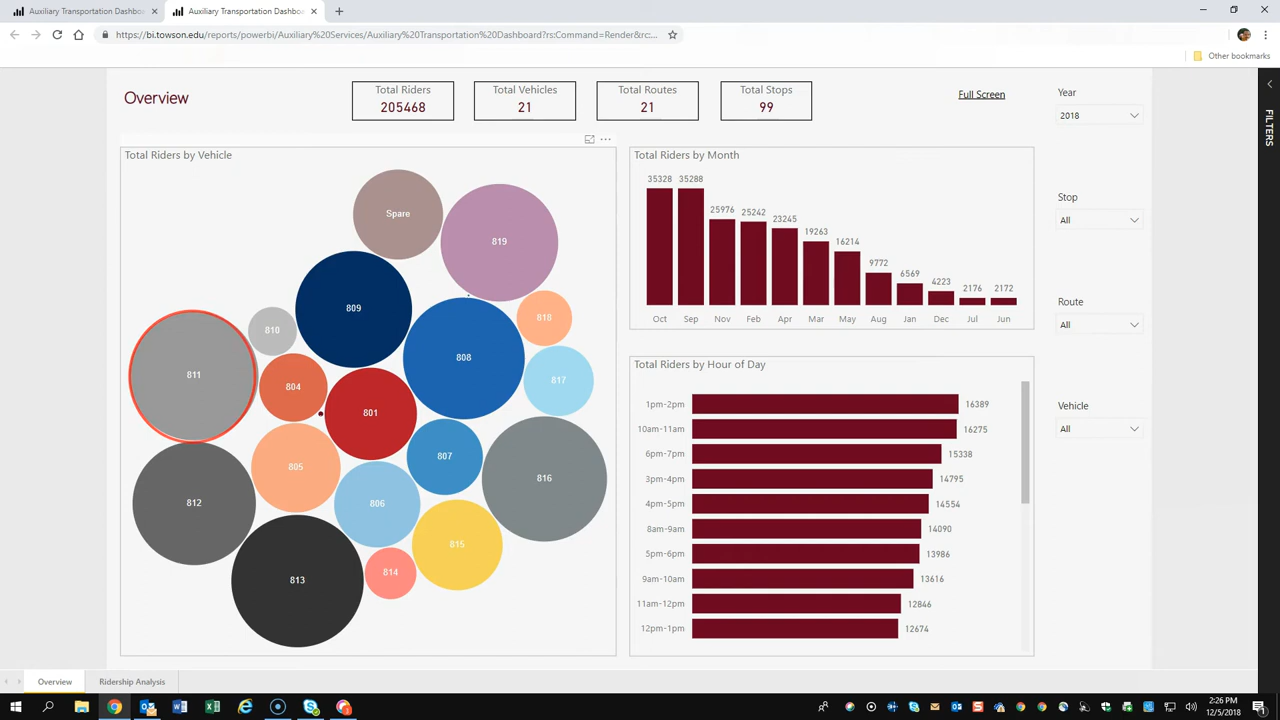 Auxiliary Transportation Dashbo
Auxiliary Transportation Dashbo
https://bi.towson.edu/reports/powerbi/Auxiliary%20Services/Auxiliary%20Transportation%20Dashboard?rs:Command=Render&rc:...
Other bookmarks
Overview
Total Riders
205468
Total Vehicles
21
Total Routes
21
Total Stops
99
Full Screen
Year
2018
FILTERS
Stop
All
Route
All
Vehicle
All
Total Riders by Vehicle
Spare
819
809
810
818
808
811
817
804
801
807
805
816
812
806
815
814
813
Total Riders by Month
35328
35288
25976
25242
23245
19263
16214
9772
6569
4223
2176
2172
Oct
Sep
Nov
Feb
Apr
Mar
May
Aug
Jan
Dec
Jul
Jun
Total Riders by Hour of Day
1pm-2pm 16389
10am-11am 16275
6pm-7pm 15338
3pm-4pm 14795
4pm-5pm 14554
8am-9am 14090
5pm-6pm 13986
9am-10am 13616
11am-12pm 12846
12pm-1pm 12674
Overview
Ridership Analysis
2:26 PM
12/5/2018